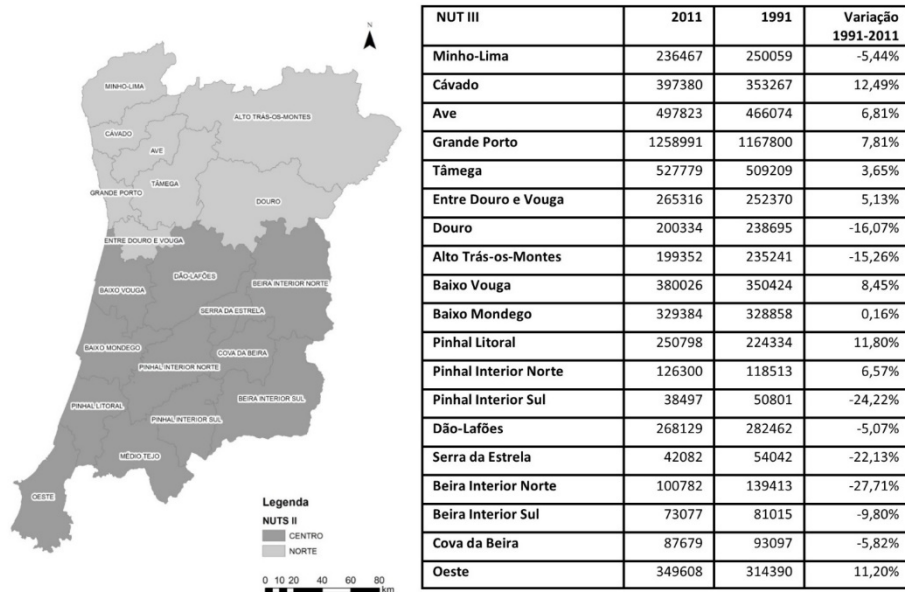 N
MINHO-LIMA
ALTO TRÁS-OS-MONTES
CÁVADO
AVE
TÂMEGA
GRANDE PORTO
DOURO
ENTRE DOURO E VOUGA
DÃO-LAFÕES
BEIRA INTERIOR NORTE
BAIXO VOUGA
SERRA DA ESTRELA
BAIXO MONDEGO
COVA DA BEIRA
PINHAL INTERIOR NORTE
BEIRA INTERIOR SUL
PINHAL LITORAL
PINHAL INTERIOR SUL
MÉDIO TEJO
OESTE
Legenda
NUTS II
CENTRO
NORTE
0 10 20 40 60 80
km
NUT III 2011 1991 Variação
1991-2011
Minho-Lima 236467 250059 -5,44%
Cávado 397380 353267 12,49%
Ave 497823 466074 6,81%
Grande Porto 1258991 1167800 7,81%
Tâmega 527779 509209 3,65%
Entre Douro e Vouga 265316 252370 5,13%
Douro 200334 238695 -16,07%
Alto Trás-os-Montes 199352 235241 -15,26%
Baixo Vouga 380026 350424 8,45%
Baixo Mondego 329384 328858 0,16%
Pinhal Litoral 250798 224334 11,80%
Pinhal Interior Norte 126300 118513 6,57%
Pinhal Interior Sul 38497 50801 -24,22%
Dão-Lafões 268129 282462 -5,07%
Serra da Estrela 42082 54042 -22,13%
Beira Interior Norte 100782 139413 -27,71%
Beira Interior Sul 73077 81015 -9,80%
Cova da Beira 87679 93097 -5,82%
Oeste 349608 314390 11,20%